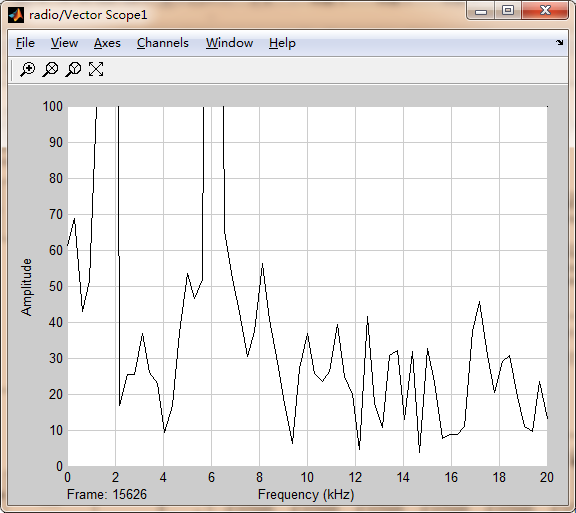 radio/Vector Scope1
File View Axes Channels Window Help
100
90
80
70
60
50
40
30
20
10
0
Amplitude
0 2 4 6 8 10 12 14 16 18 20
Frame: 15626 Frequency (kHz)